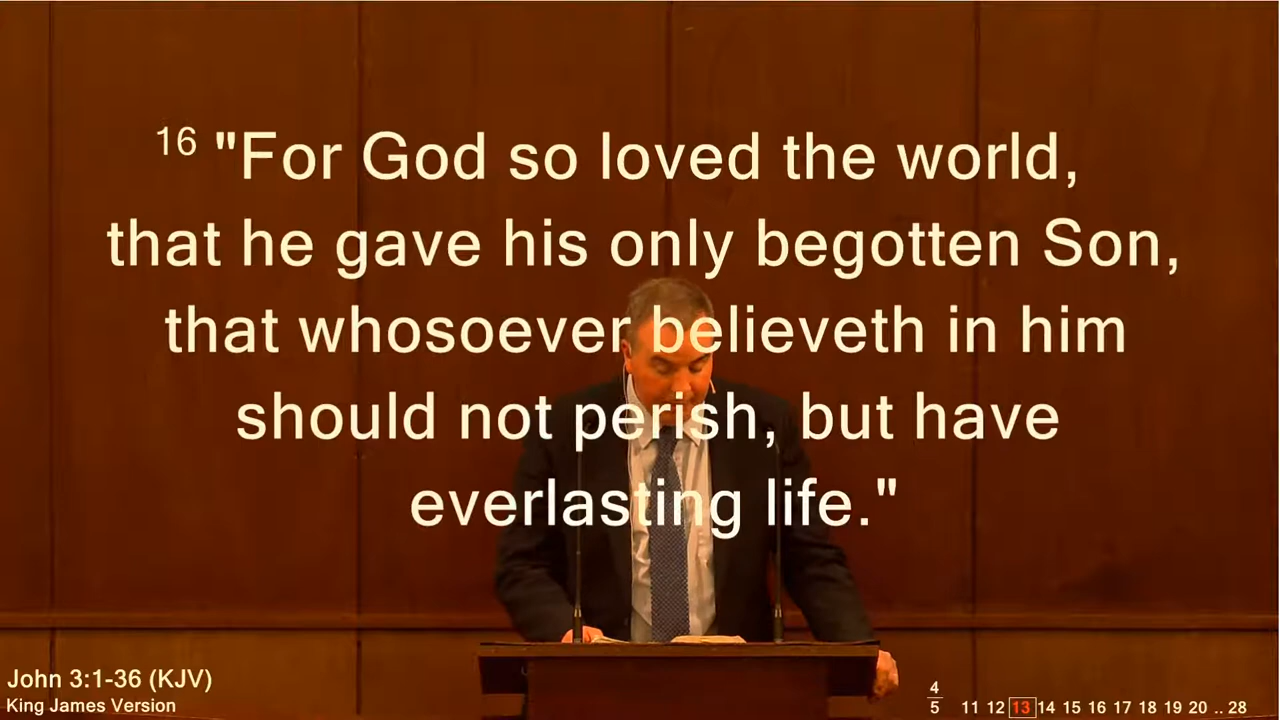 16 "For God so loved the world,
that he gave his only begotten Son,
that whosoever believeth in him
should not perish, but have
everlasting life."
John 3:1-36 (KJV)
King James Version
4
5
11 12 13 14 15 16 17 18 19 20 .. 28